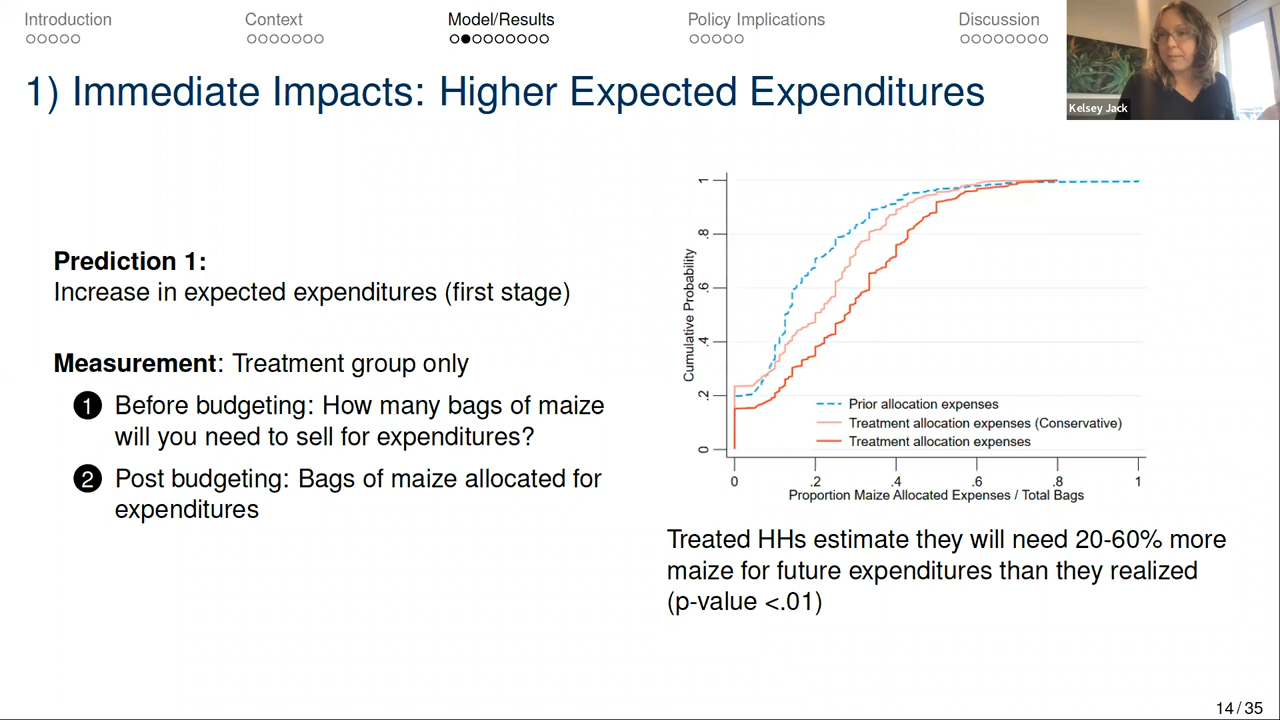 Introduction
Context
Model/Results
Policy Implications
Discussion
Kelsey Jack
1) Immediate Impacts: Higher Expected Expenditures
Prediction 1:
Increase in expected expenditures (first stage)
Measurement: Treatment group only
1 Before budgeting: How many bags of maize
will you need to sell for expenditures?
2 Post budgeting: Bags of maize allocated for
expenditures
Cumulative Probability
1
.8
.6
.4
.2
0
Prior allocation expenses
Treatment allocation expenses (Conservative)
Treatment allocation expenses
0 .2 .4 .6 .8 1
Proportion Maize Allocated Expenses / Total Bags
Treated HHs estimate they will need 20-60% more
maize for future expenditures than they realized
(p-value <.01)
14 / 35